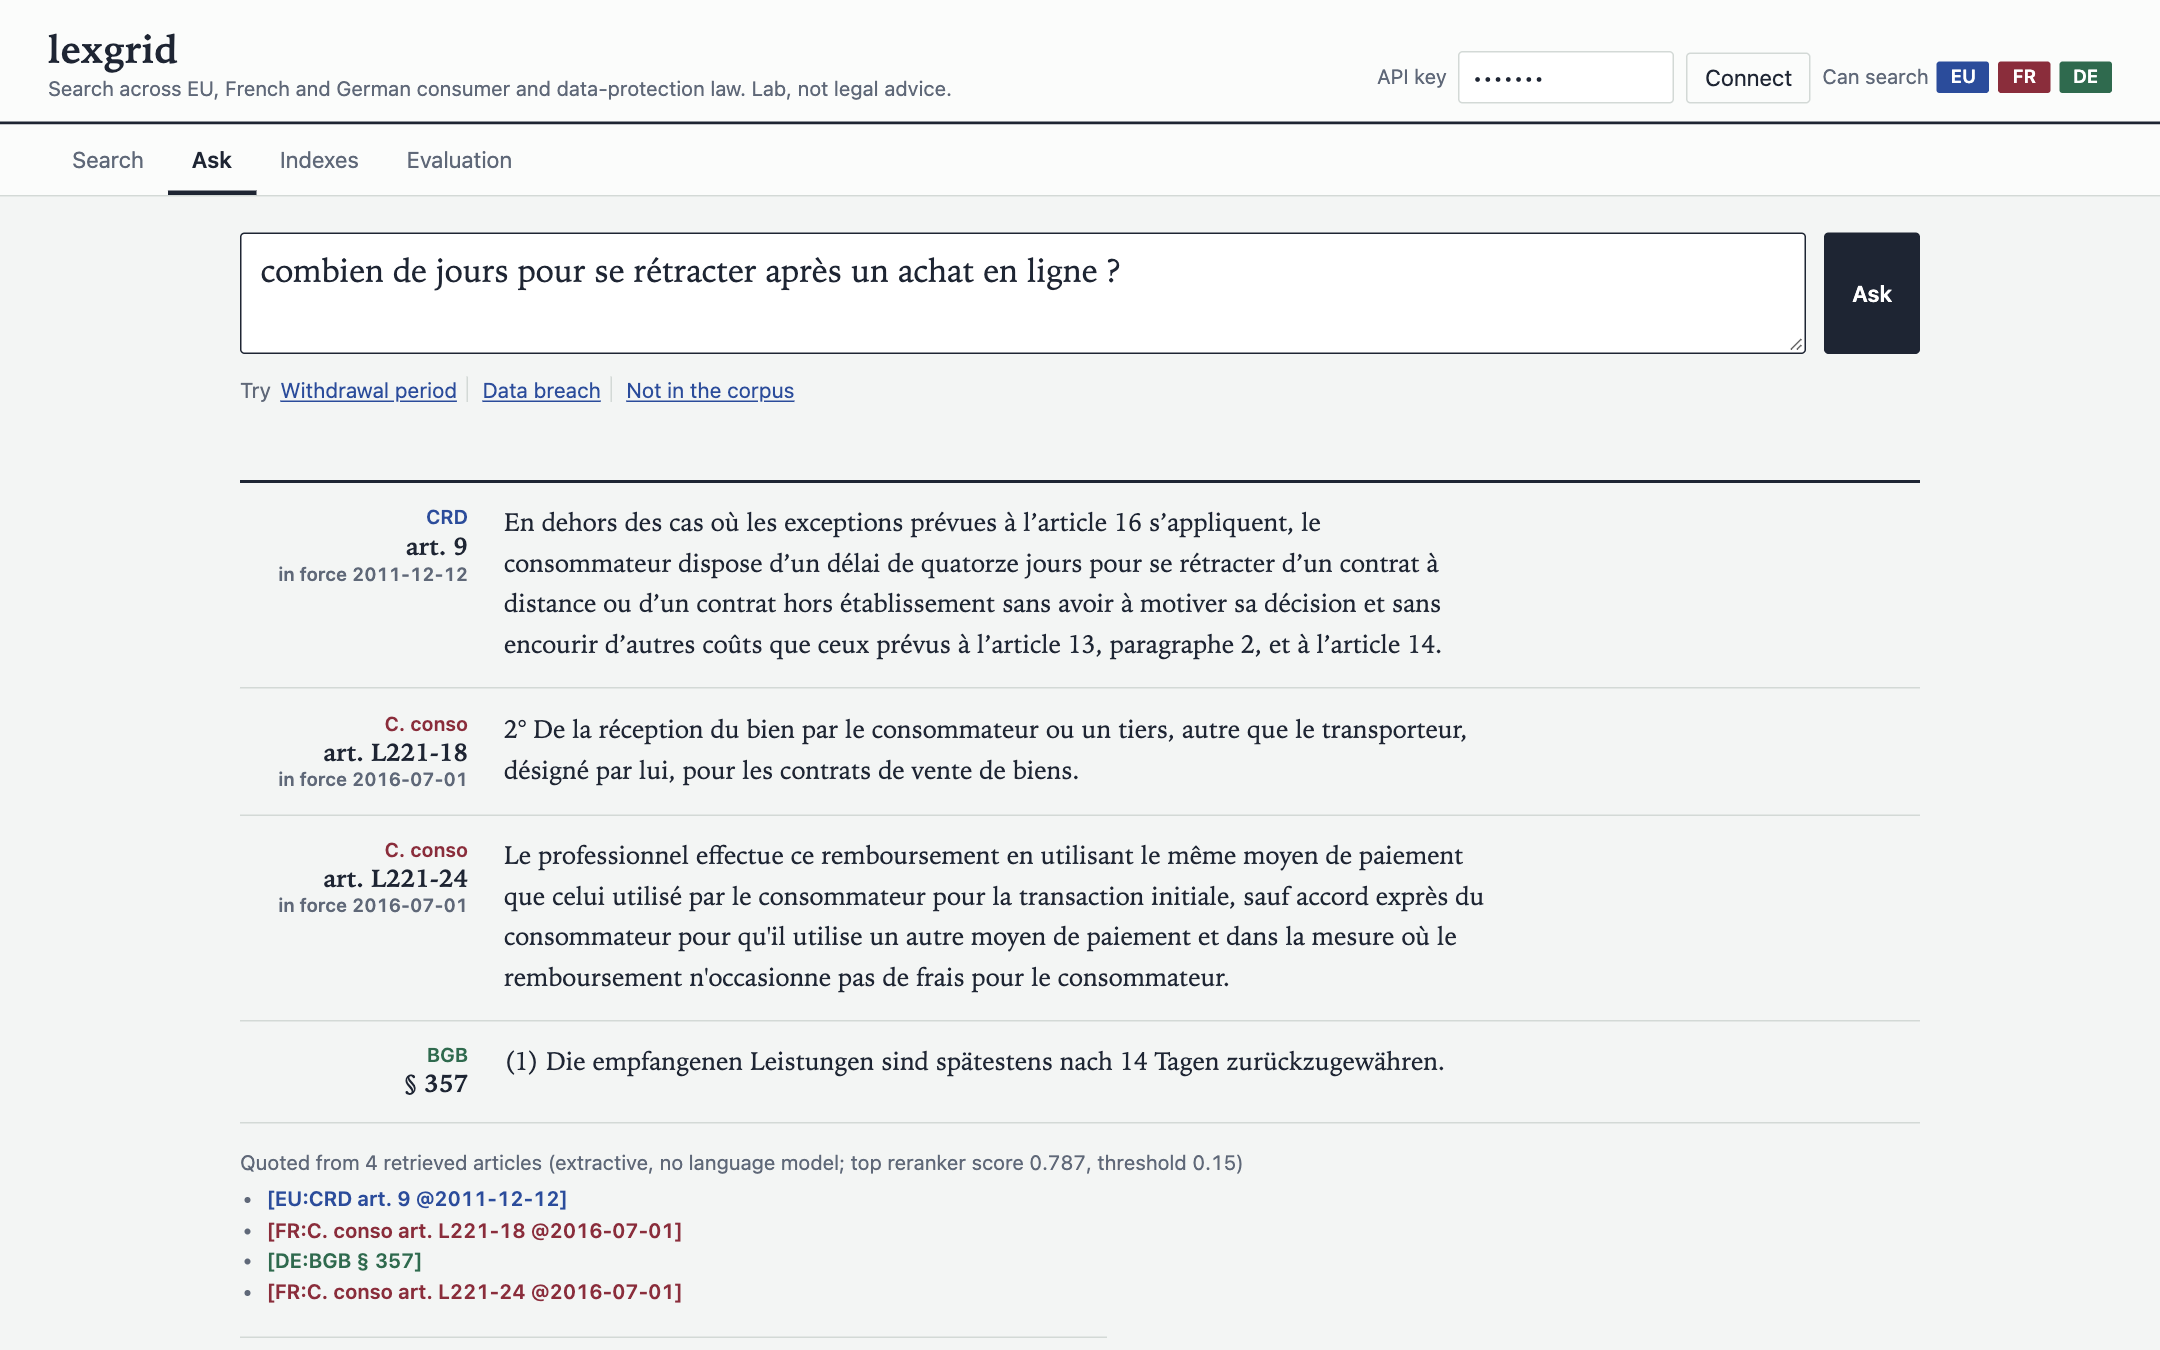 lexgrid
Search across EU, French and German consumer and data-protection law. Lab, not legal advice.
API key ••••••• Connect Can search EU FR DE
Search Ask Indexes Evaluation
combien de jours pour se rétracter après un achat en ligne ?
Ask
Try Withdrawal period Data breach Not in the corpus
CRD
art. 9
in force 2011-12-12
En dehors des cas où les exceptions prévues à l’article 16 s’appliquent, le
consommateur dispose d’un délai de quatorze jours pour se rétracter d’un contrat à
distance ou d’un contrat hors établissement sans avoir à motiver sa décision et sans
encourir d’autres coûts que ceux prévus à l’article 13, paragraphe 2, et à l’article 14.
C. conso
art. L221-18
in force 2016-07-01
2° De la réception du bien par le consommateur ou un tiers, autre que le transporteur,
désigné par lui, pour les contrats de vente de biens.
C. conso
art. L221-24
in force 2016-07-01
Le professionnel effectue ce remboursement en utilisant le même moyen de paiement
que celui utilisé par le consommateur pour la transaction initiale, sauf accord exprès du
consommateur pour qu'il utilise un autre moyen de paiement et dans la mesure où le
remboursement n'occasionne pas de frais pour le consommateur.
BGB
§ 357
(1) Die empfangenen Leistungen sind spätestens nach 14 Tagen zurückzugewähren.
Quoted from 4 retrieved articles (extractive, no language model; top reranker score 0.787, threshold 0.15)
• [EU:CRD art. 9 @2011-12-12]
• [FR:C. conso art. L221-18 @2016-07-01]
• [DE:BGB § 357]
• [FR:C. conso art. L221-24 @2016-07-01]